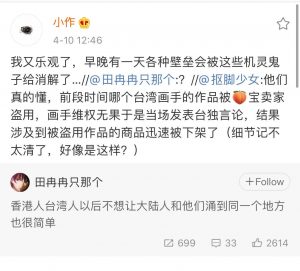 小作
4-10 12:46
我又乐观了，早晚有一天各种壁垒会被这些机灵鬼
子给消解了...//@田冉冉只那个:？//@抠脚少女:他们
真的懂，前段时间哪个台湾画手的作品被🍑宝卖家
盗用，画手维权无果于是当场发表台独言论，结果
涉及到被盗用作品的商品迅速被下架了（细节记不
太清了，好像是这样？）
田冉冉只那个
+Follow
香港人台湾人以后不想让大陆人和他们涌到同一个地方
也很简单
699 33 2614